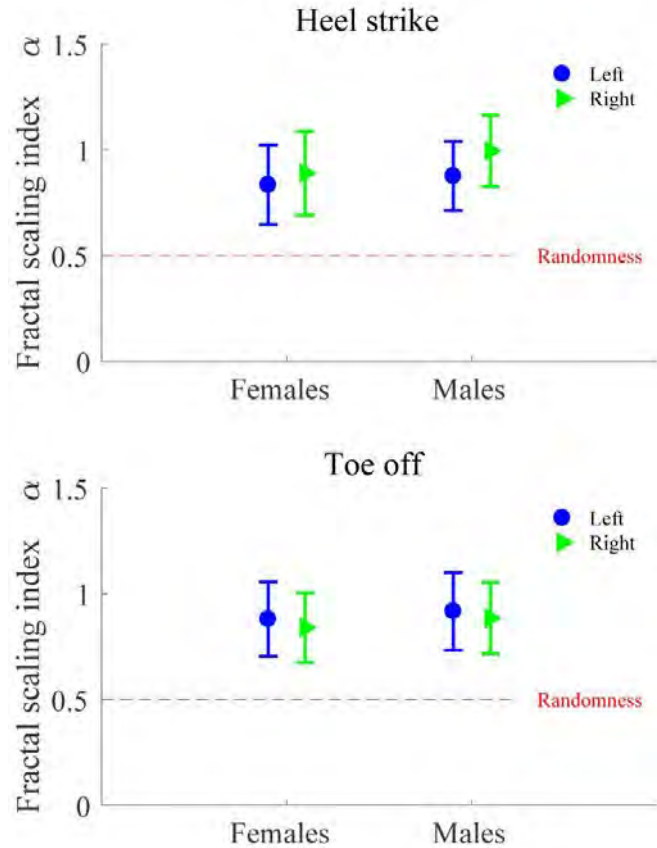 Heel strike
Fractal scaling index α
1.5
1
0.5
0
Left
Right
Randomness
Females Males
Toe off
Fractal scaling index α
1.5
1
0.5
0
Left
Right
Randomness
Females Males